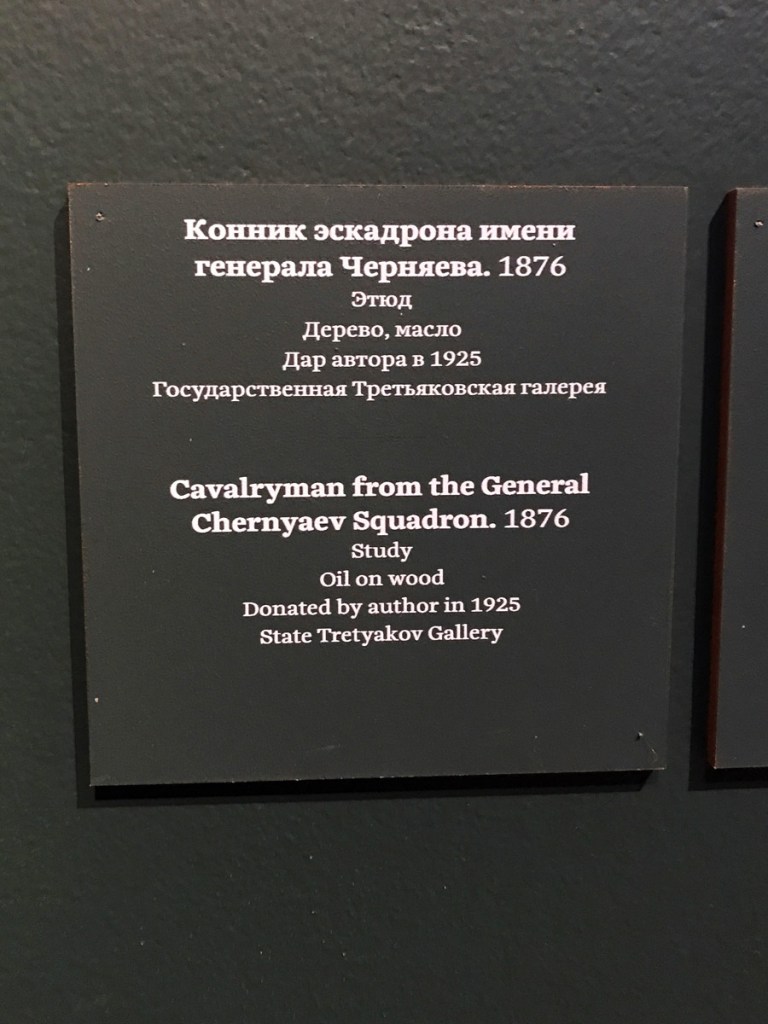 Конник эскадрона имени
генерала Черняева. 1876
Этюд
Дерево, масло
Дар автора в 1925
Государственная Третьяковская галерея
Cavalryman from the General
Chernyaev Squadron. 1876
Study
Oil on wood
Donated by author in 1925
State Tretyakov Gallery